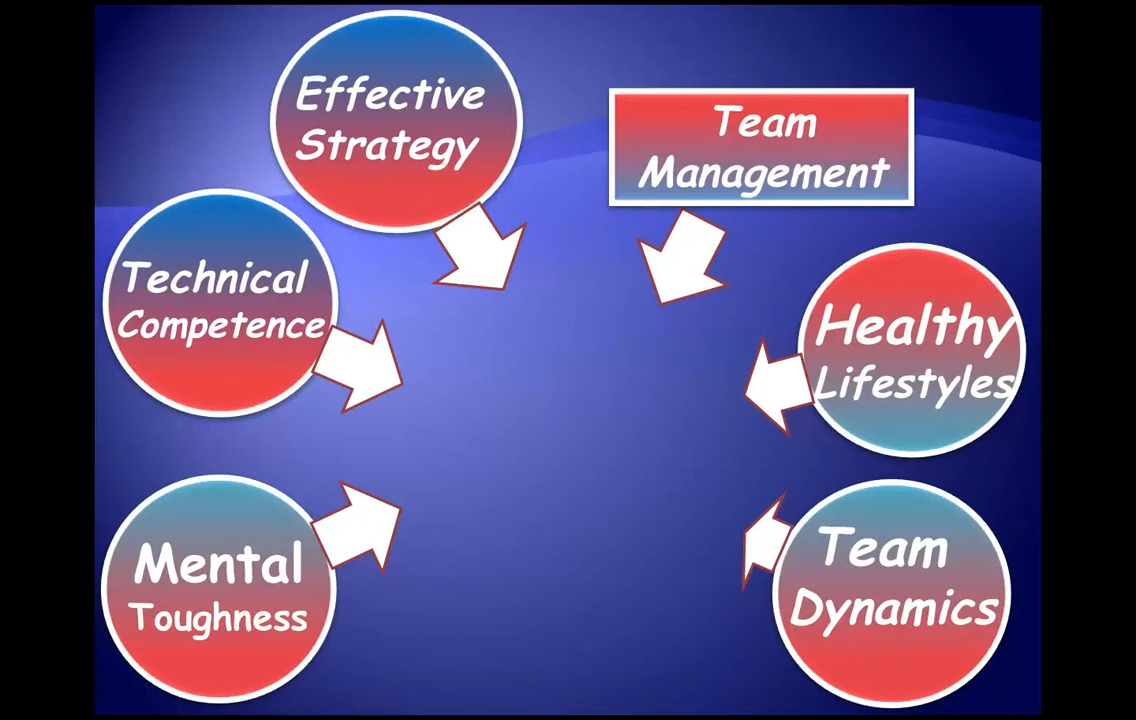 Effective
Strategy
Team
Management
Technical
Competence
Healthy
Lifestyles
Mental
Toughness
Team
Dynamics